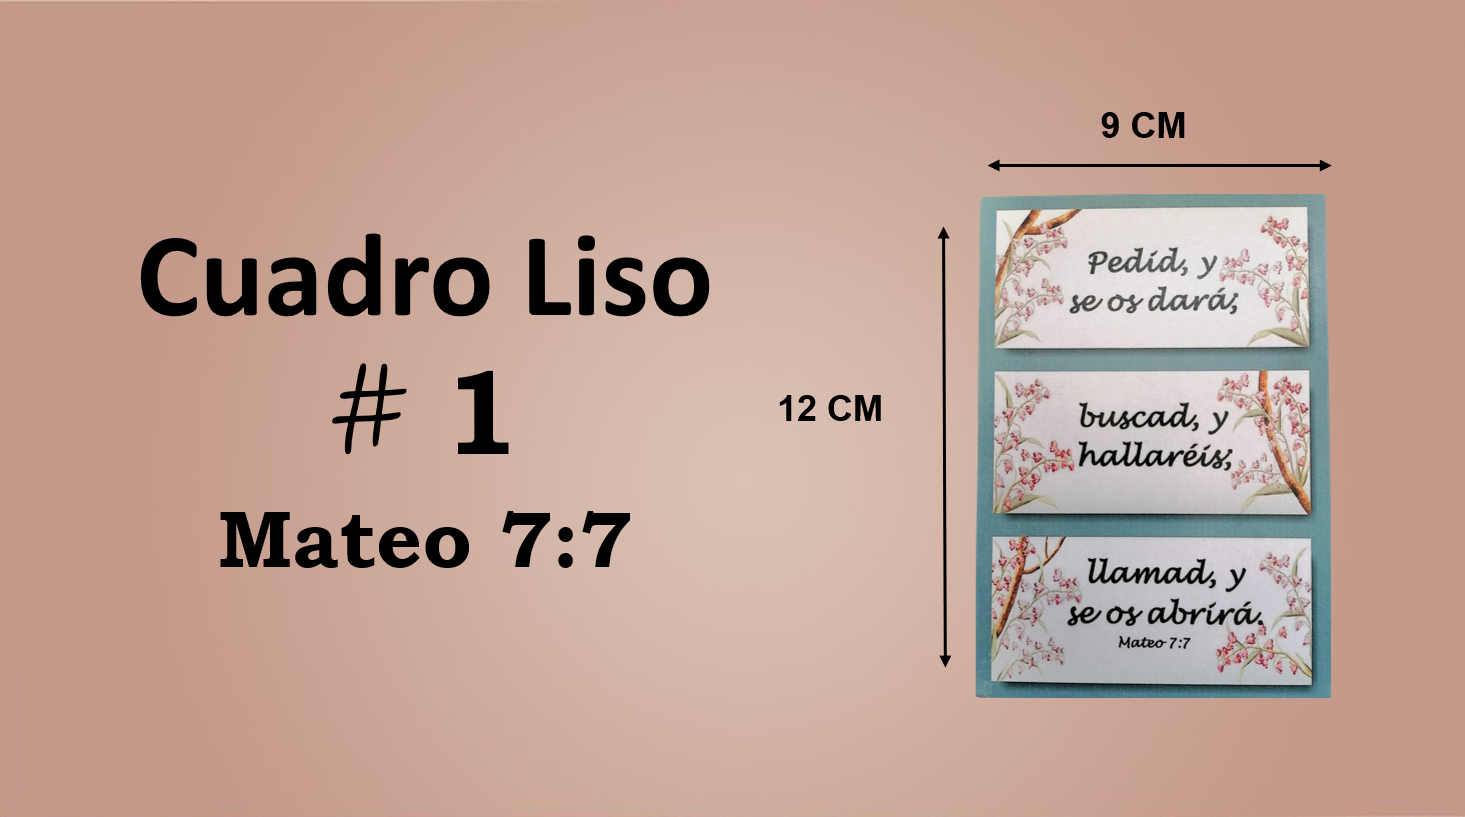 Cuadro Liso
# 1
Mateo 7:7
9 CM
12 CM
Pedid, y
se os dará;
buscad, y
hallaréis;
llamad, y
se os abrirá.
Mateo 7:7